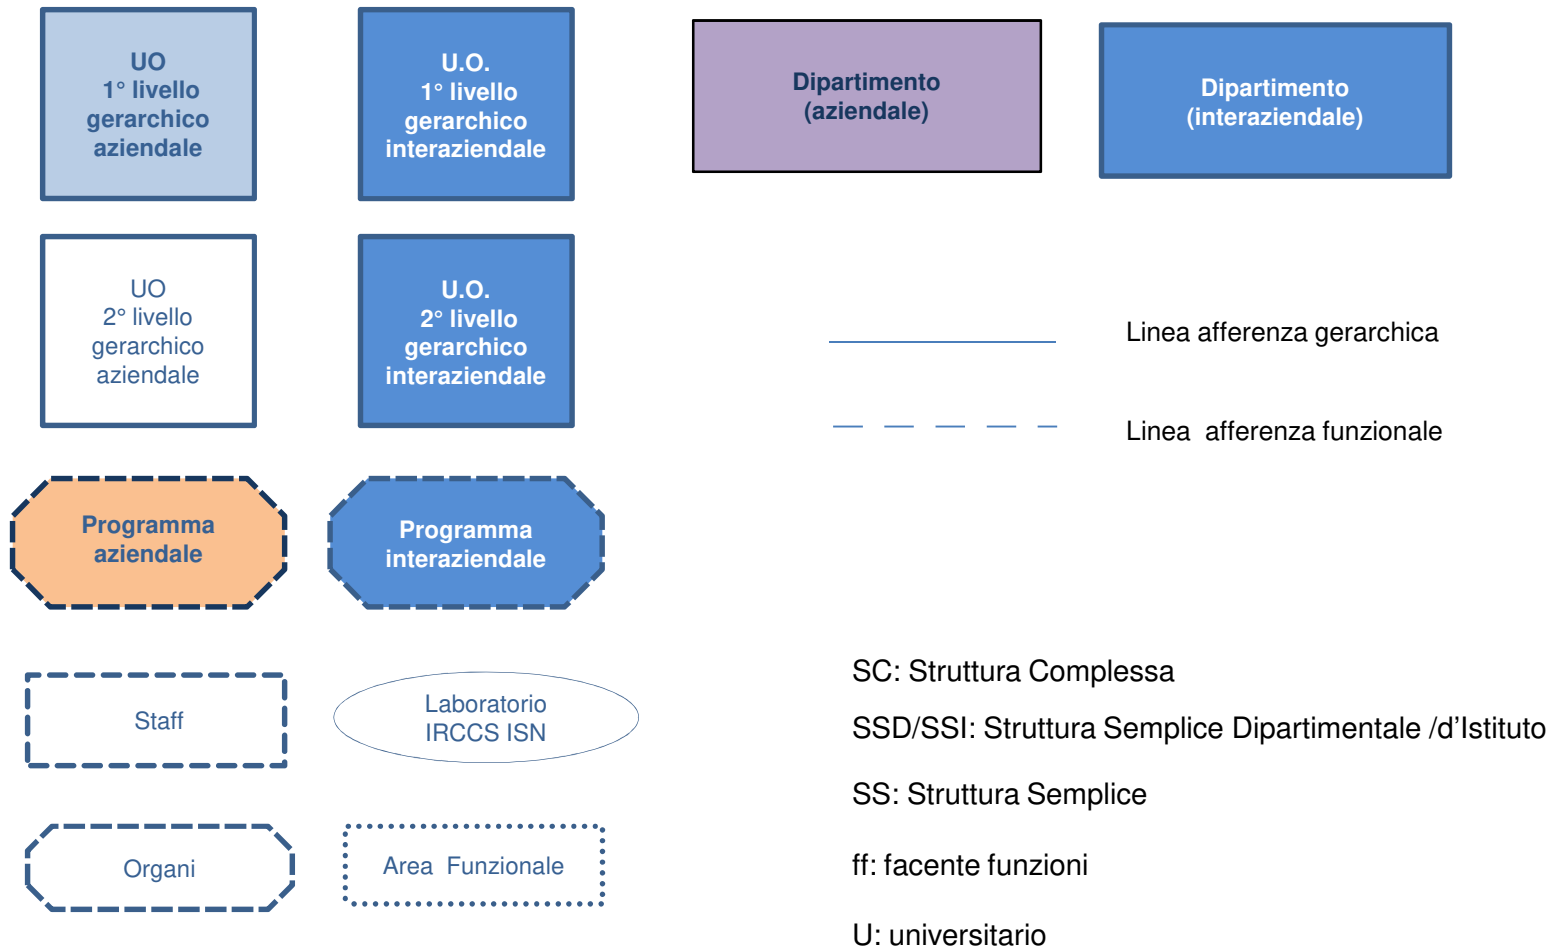 UO
1° livello
gerarchico
aziendale
U.O.
1° livello
gerarchico
interaziendale
Dipartimento
(aziendale)
Dipartimento
(interaziendale)
UO
2° livello
gerarchico
aziendale
U.O.
2° livello
gerarchico
interaziendale
Linea afferenza gerarchica
Linea afferenza funzionale
Programma
aziendale
Programma
interaziendale
Staff
Laboratorio
IRCCS ISN
Organi
Area Funzionale
SC: Struttura Complessa
SSD/SSI: Struttura Semplice Dipartimentale /d'Istituto
SS: Struttura Semplice
ff: facente funzioni
U: universitario